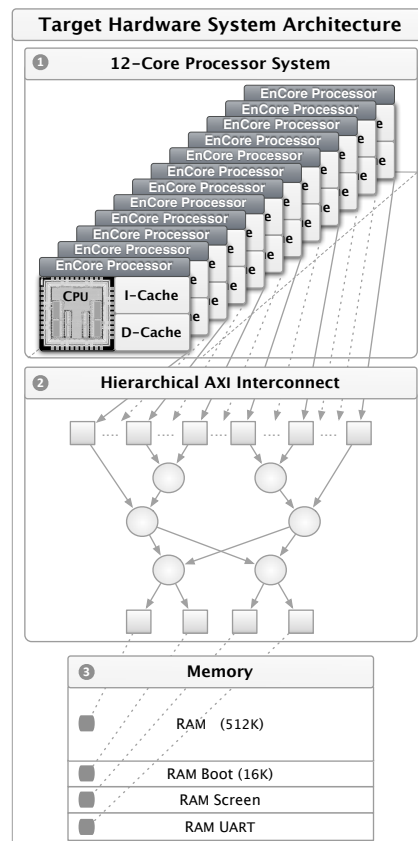 Target Hardware System Architecture
1 12-Core Processor System
EnCore Processor
EnCore Processor
EnCore Processor
EnCore Processor
EnCore Processor
EnCore Processor
EnCore Processor
EnCore Processor
EnCore Processor
EnCore Processor
EnCore Processor
EnCore Processor
CPU
I-Cache
D-Cache
2 Hierarchical AXI Interconnect
3 Memory
RAM (512K)
RAM Boot (16K)
RAM Screen
RAM UART